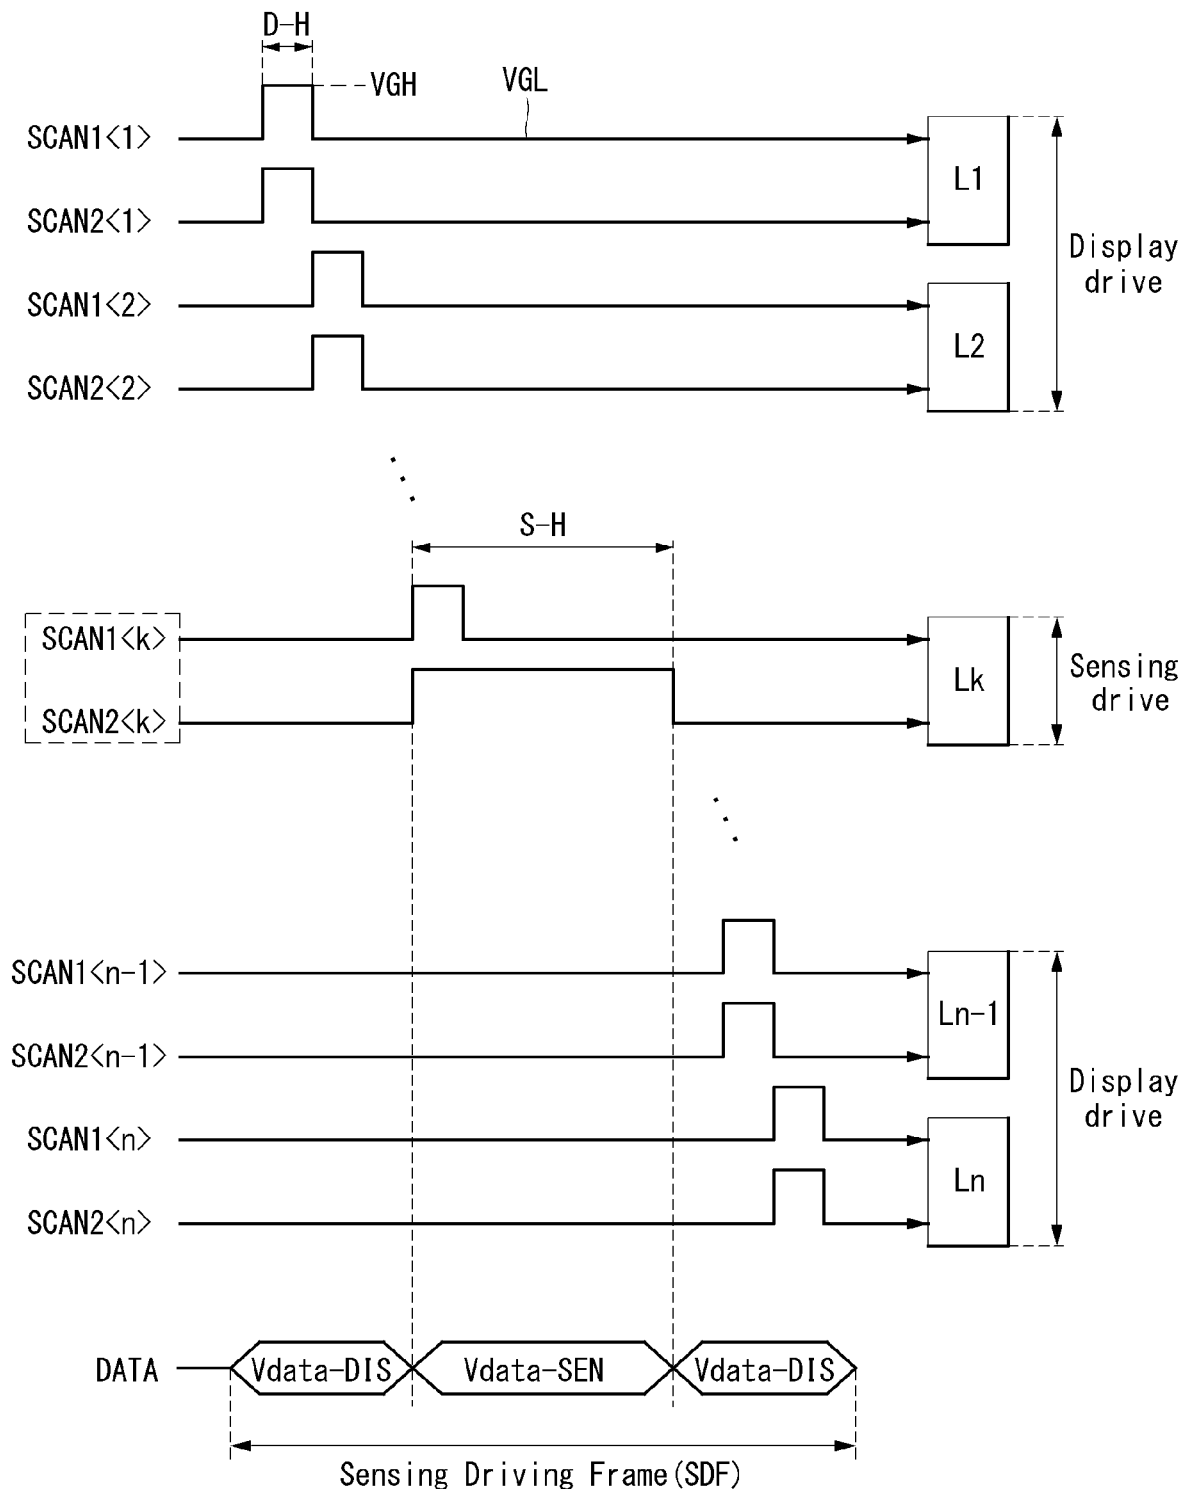 D-H
VGH
VGL
SCAN1<1>
SCAN2<1>
L1
SCAN1<2>
SCAN2<2>
L2
Display
drive
S-H
SCAN1<k>
SCAN2<k>
Lk
Sensing
drive
SCAN1<n-1>
SCAN2<n-1>
Ln-1
SCAN1<n>
SCAN2<n>
Ln
Display
drive
DATA
Vdata-DIS
Vdata-SEN
Vdata-DIS
Sensing Driving Frame(SDF)